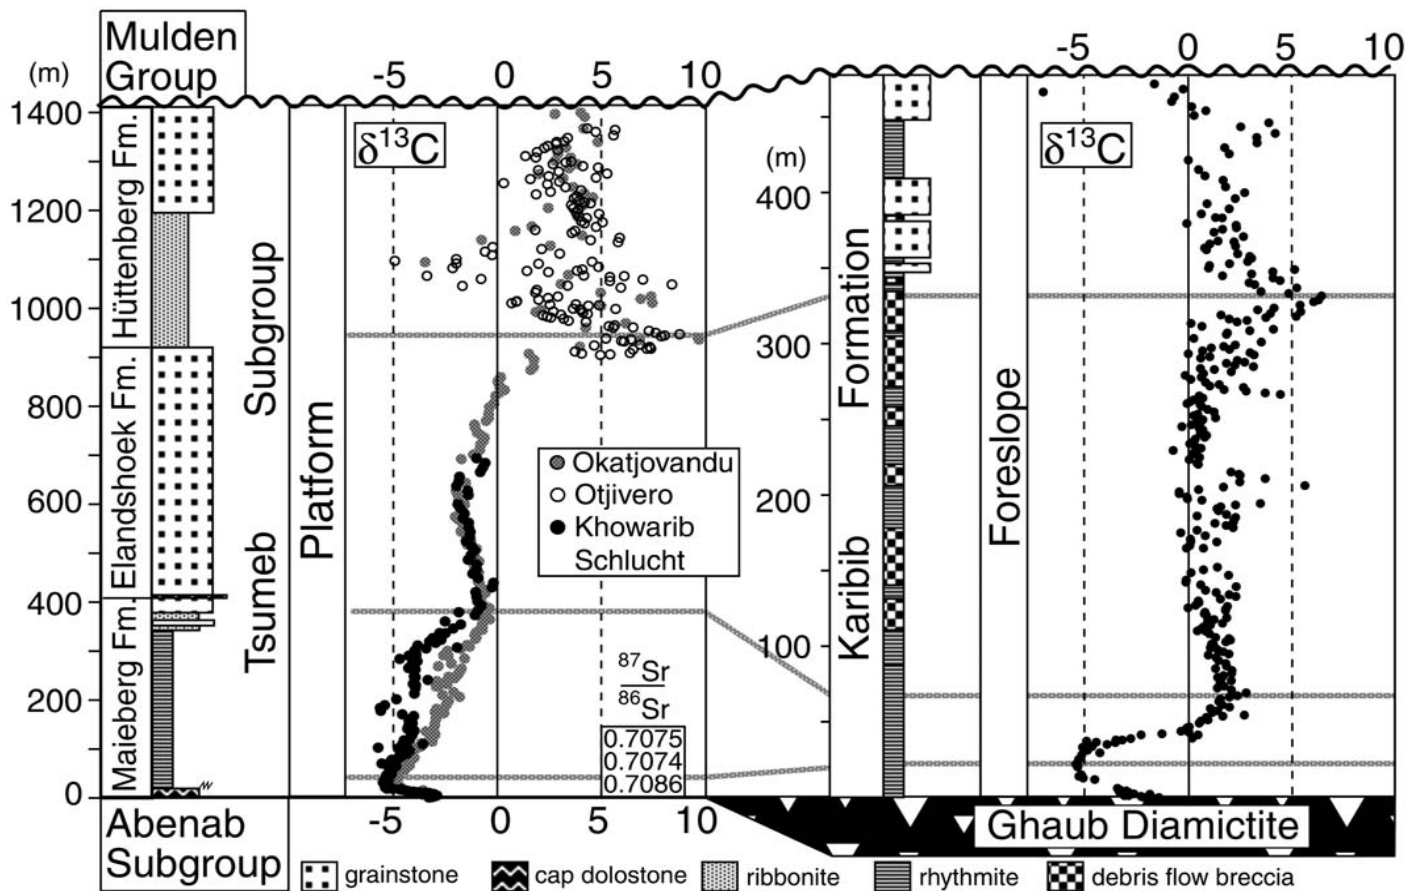 Mulden
Group
(m)
-5 0 5 10
-5 0 5 10
1400
1200
1000
800
600
400
200
0
Hüttenberg Fm.
Elandshoek Fm.
Maieberg Fm.
Tsumeb Subgroup
Platform
δ13C
Okatjovandu
Otjivero
Khowarib
Schlucht
87Sr
86Sr
0.7075
0.7074
0.7086
(m)
400
300
200
100
Karibib Formation
Foreslope
δ13C
Abenab
Subgroup
-5 0 5 10
Ghaub Diamictite
grainstone cap dolostone ribbonite rhythmite debris flow breccia